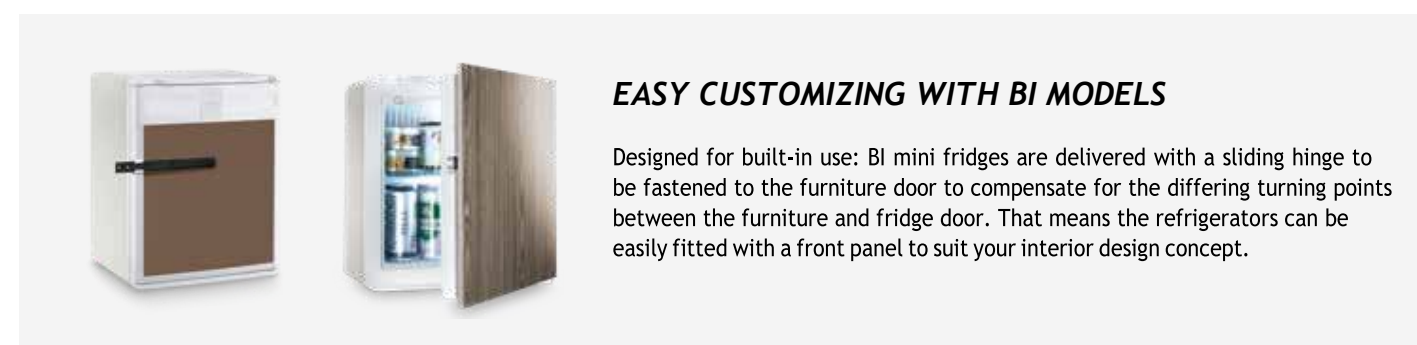 EASY CUSTOMIZING WITH BI MODELS
Designed for built-in use: BI mini fridges are delivered with a sliding hinge to
be fastened to the furniture door to compensate for the differing turning points
between the furniture and fridge door. That means the refrigerators can be
easily fitted with a front panel to suit your interior design concept.